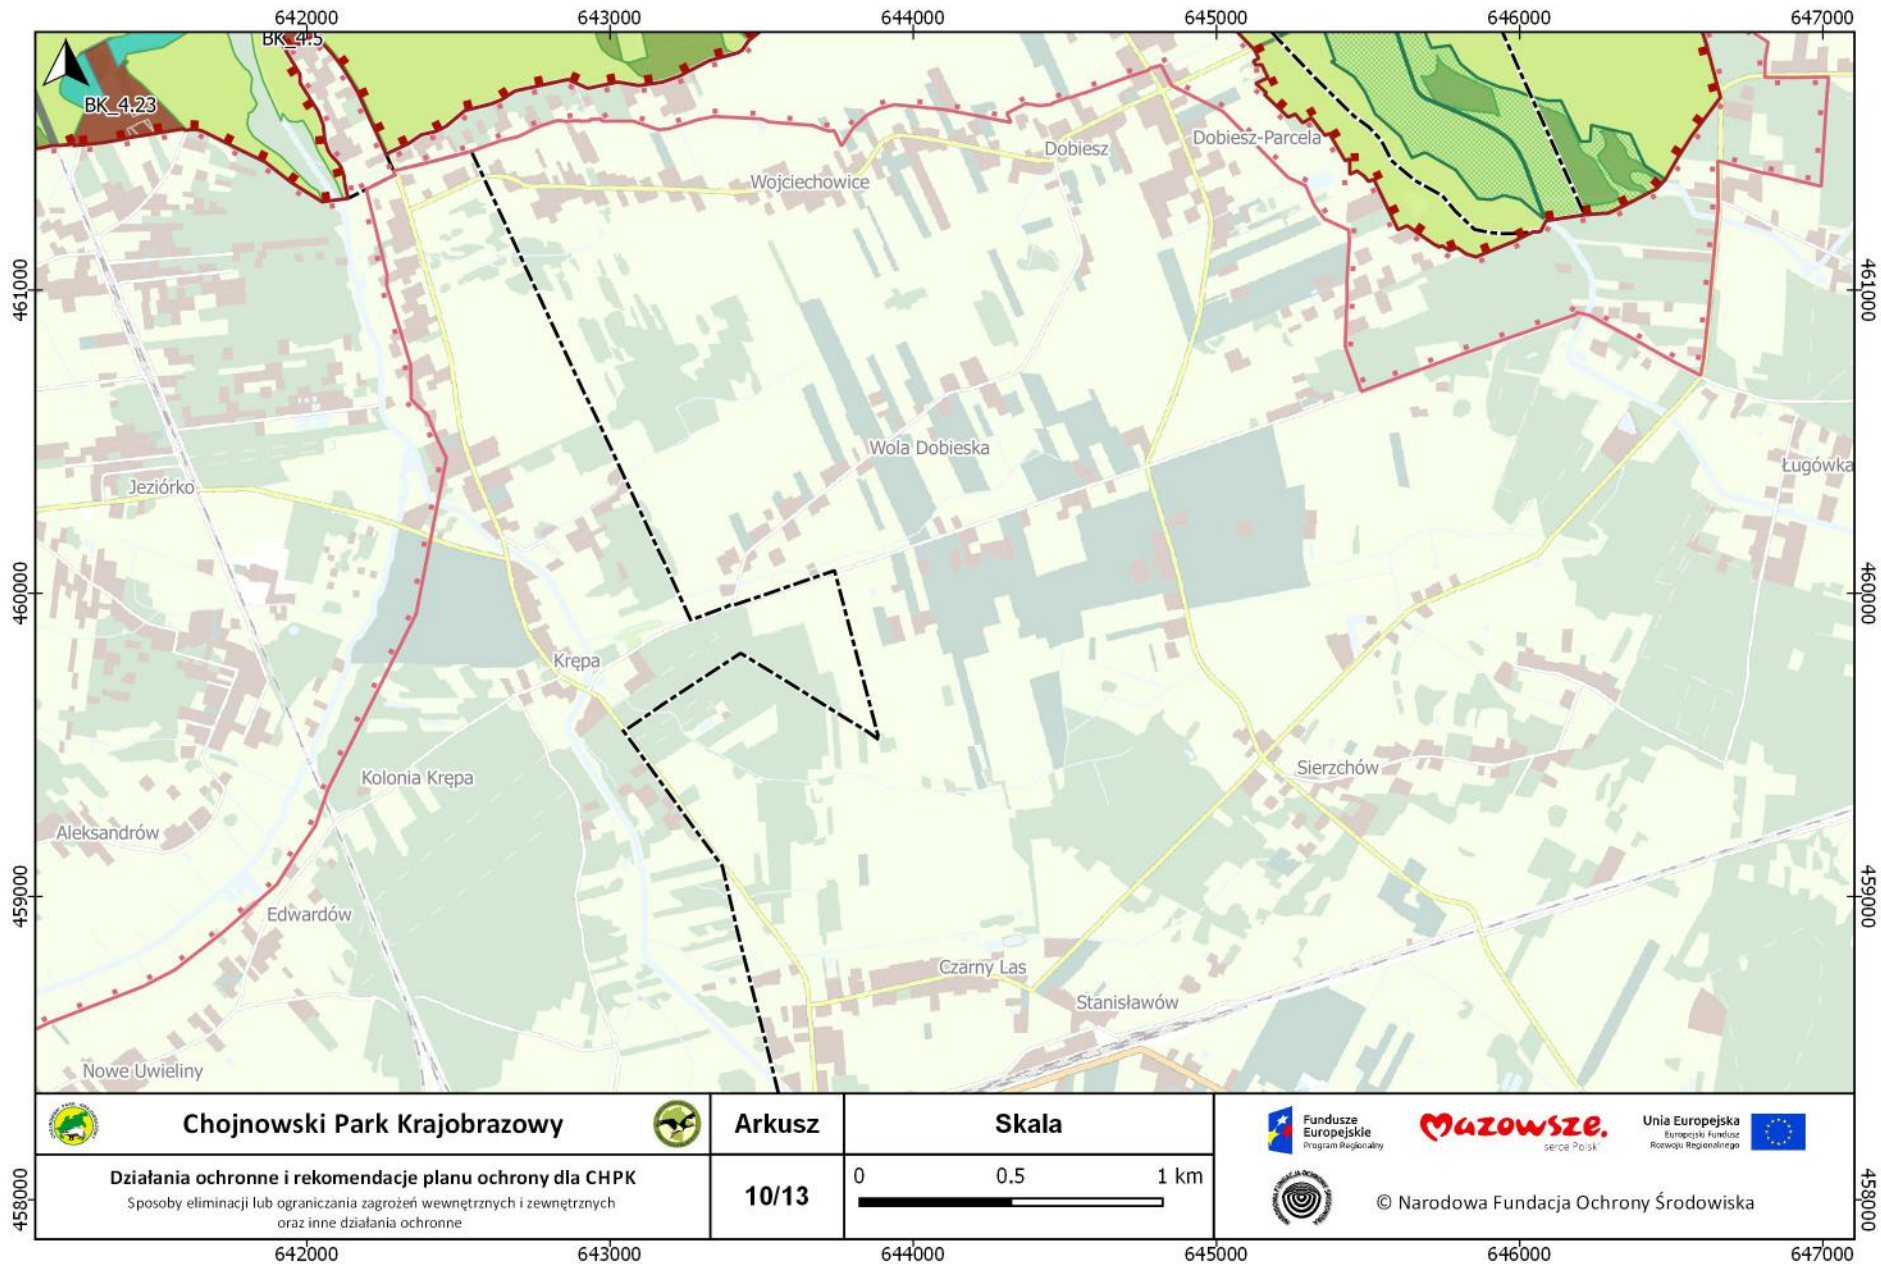 642000 643000 644000 645000 646000 647000
BK_4.5
BK_4.23
Dobiesz-Parcela
Dobiesz
Wojciechowice
461000 461000
Wola Dobieska
Ługówka
Jeziórko
460000 460000
Krępa
Sierzchów
Kolonia Krępa
Aleksandrów
459000 459000
Edwardów
Czarny Las
Stanisławów
Nowe Uwieliny
Chojnowski Park Krajobrazowy
Arkusz
Skala
Działania ochronne i rekomendacje planu ochrony dla CHPK
Sposoby eliminacji lub ograniczania zagrożeń wewnętrznych i zewnętrznych
oraz inne działania ochronne
10/13
0 0.5 1 km
Fundusze
Europejskie
Program Regionalny
Mazowsze.
serce Polski
Unia Europejska
Europejski Fundusz
Rozwoju Regionalnego
© Narodowa Fundacja Ochrony Środowiska
458000 458000
642000 643000 644000 645000 646000 647000